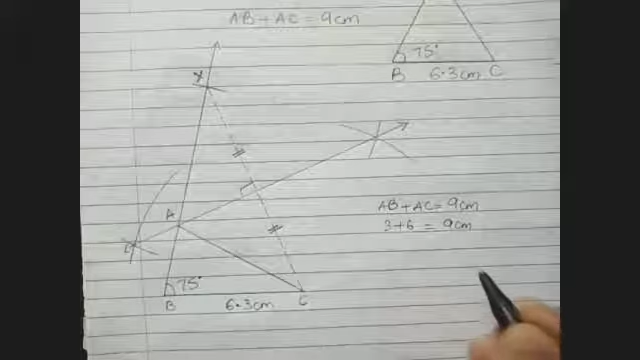 AB + AC = 9cm
75°
B 6.3cm C
X
A
AB + AC = 9cm
3 + 6 = 9cm
75°
B 6.3cm C